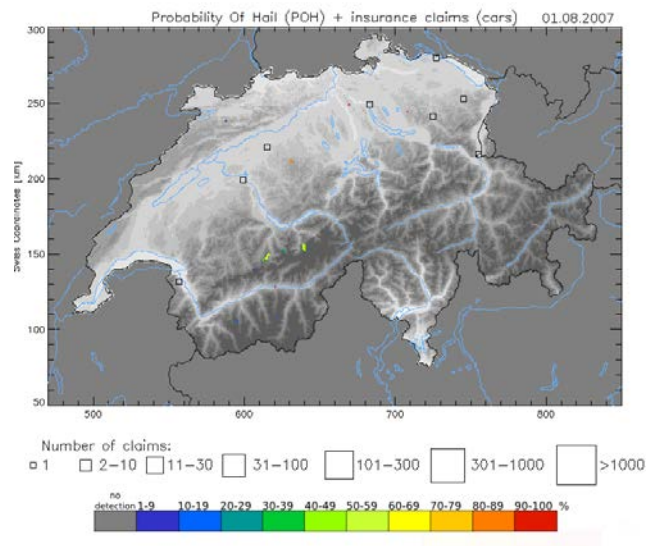 Probability Of Hail (POH) + insurance claims (cars) 01.08.2007
300
250
200
150
100
50
Swiss Coordinates [km]
500 600 700 800
Number of claims:
1 2-10 11-30 31-100 101-300 301-1000 >1000
no detection 1-9 10-19 20-29 30-39 40-49 50-59 60-69 70-79 80-89 90-100 %